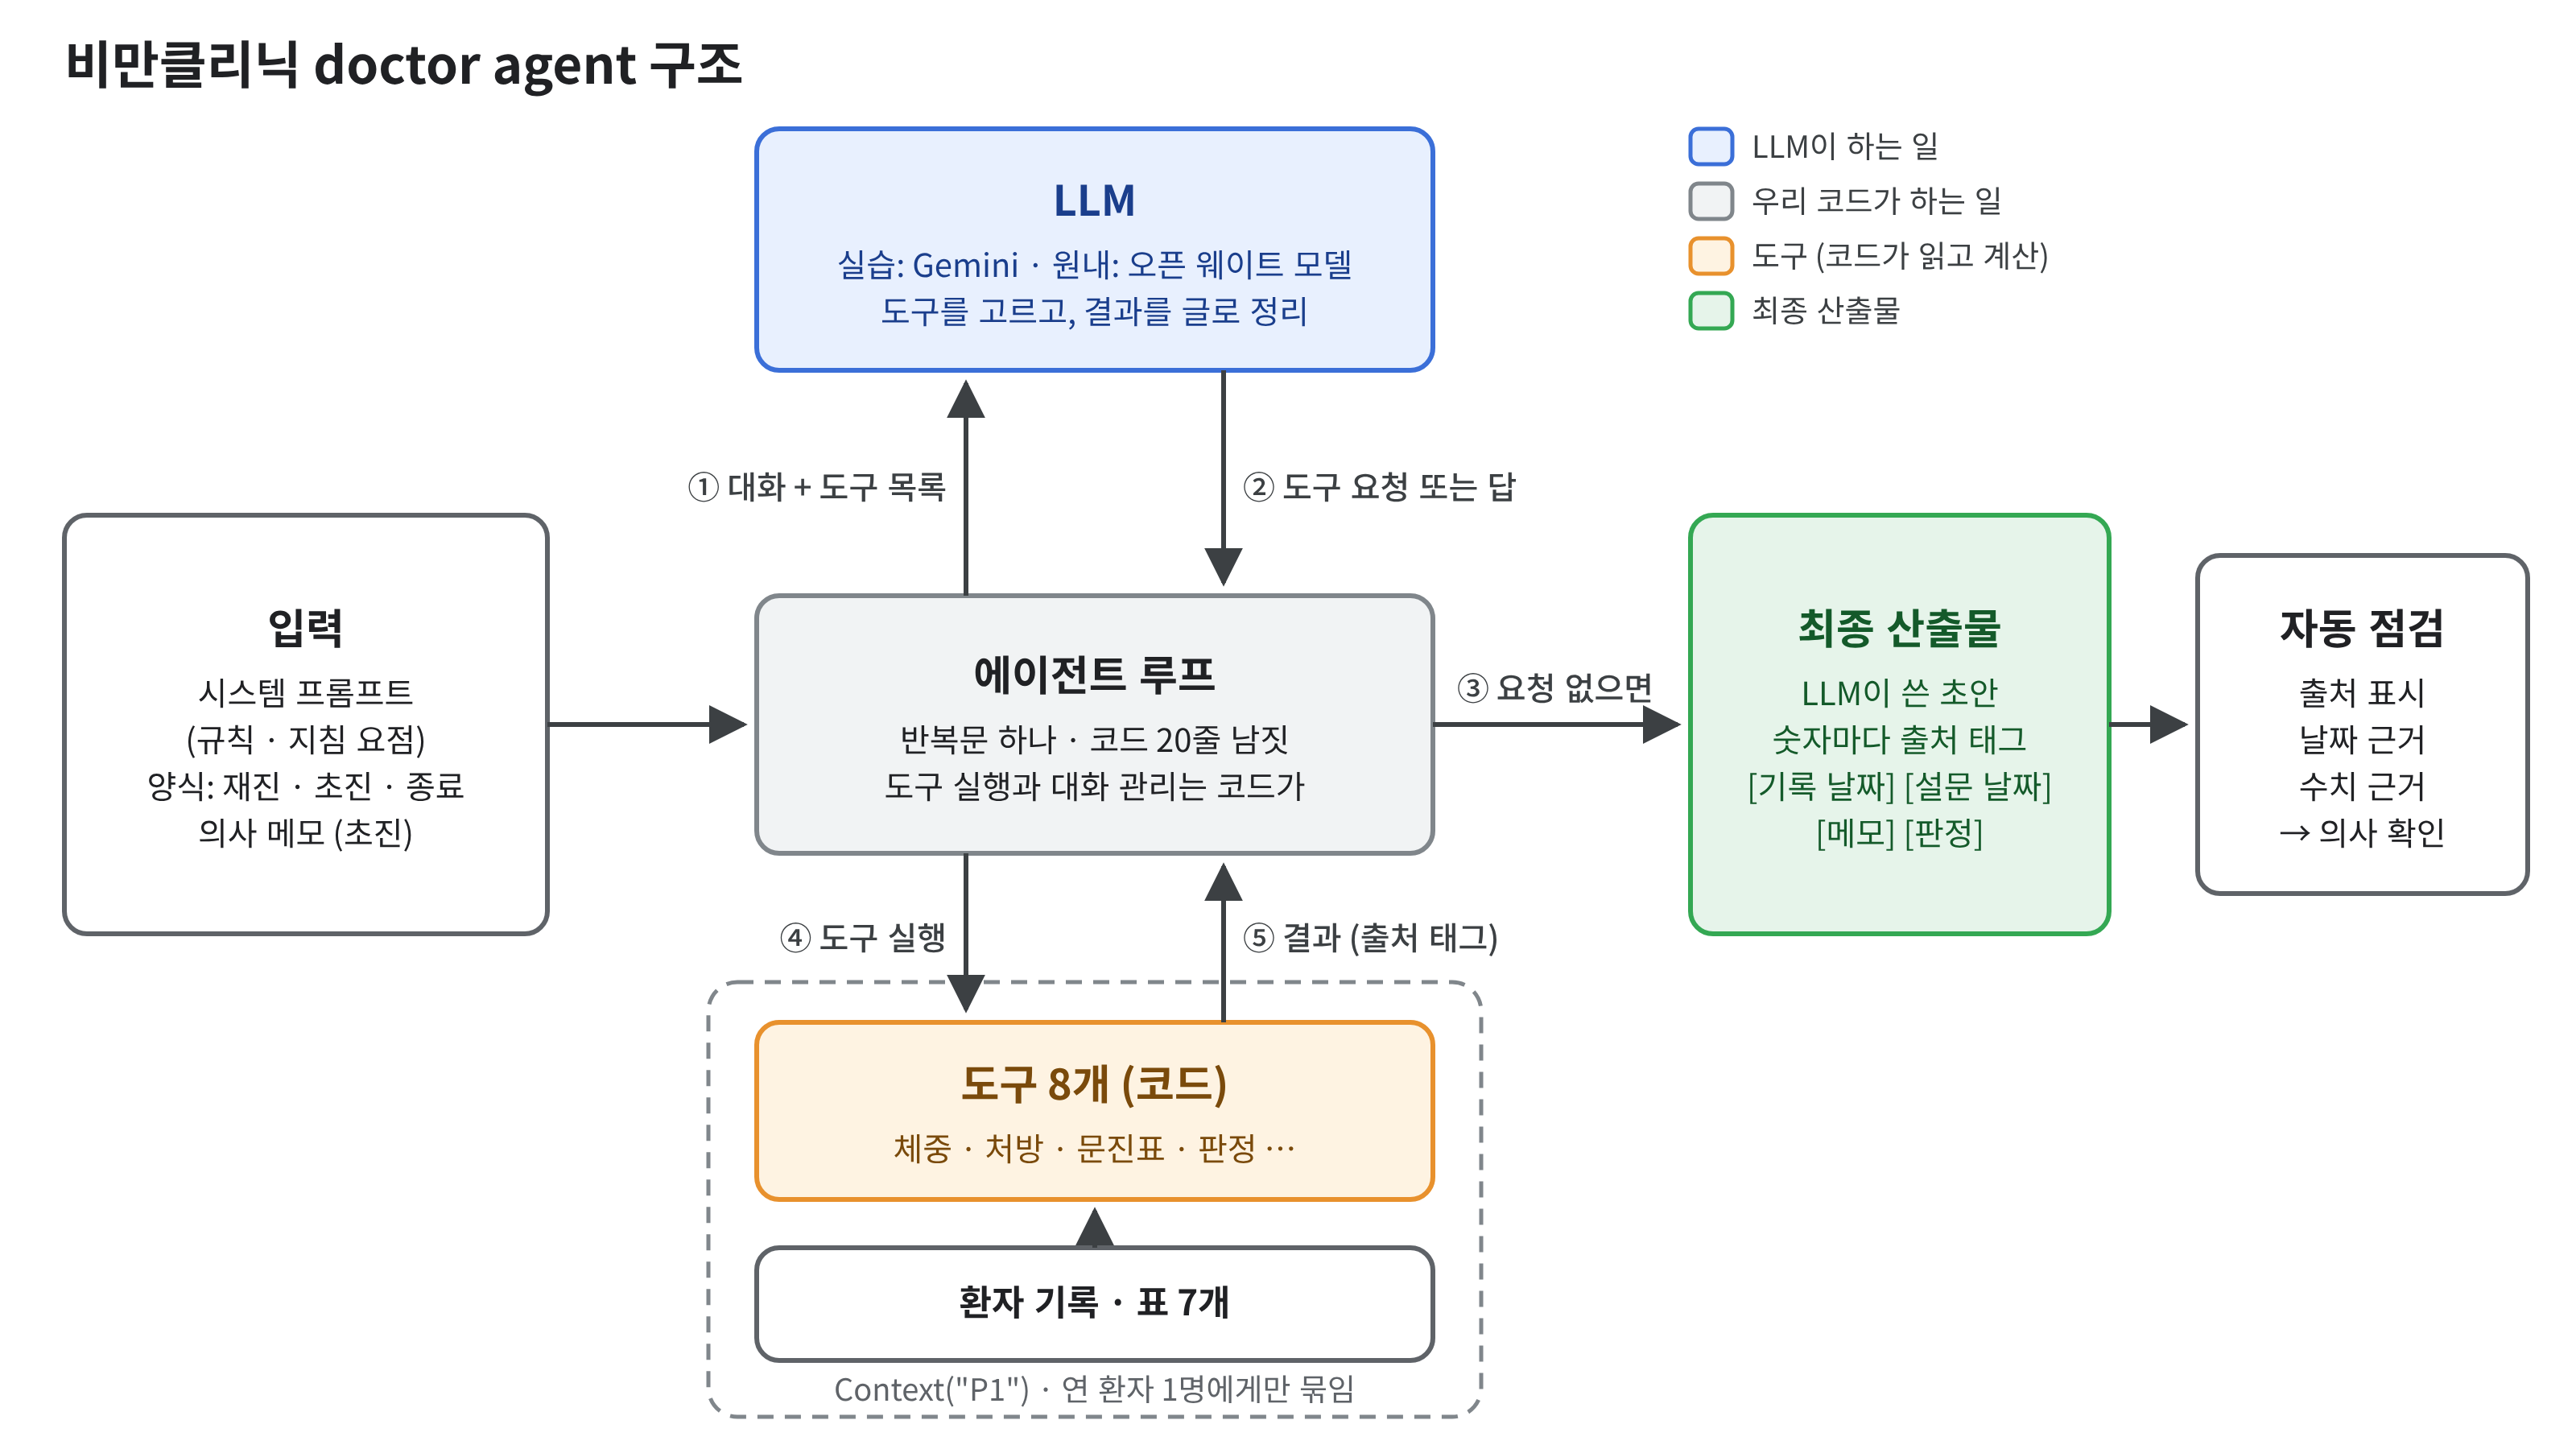 비만클리닉 doctor agent 구조
LLM
실습: Gemini · 원내: 오픈 웨이트 모델
도구를 고르고, 결과를 글로 정리
LLM이 하는 일
우리 코드가 하는 일
도구 (코드가 읽고 계산)
최종 산출물
① 대화 + 도구 목록
② 도구 요청 또는 답
입력
시스템 프롬프트
(규칙 · 지침 요점)
양식: 재진 · 초진 · 종료
의사 메모 (초진)
에이전트 루프
반복문 하나 · 코드 20줄 남짓
도구 실행과 대화 관리는 코드가
③ 요청 없으면
최종 산출물
LLM이 쓴 초안
숫자마다 출처 태그
[기록 날짜] [설문 날짜]
[메모] [판정]
자동 점검
출처 표시
날짜 근거
수치 근거
→ 의사 확인
④ 도구 실행
⑤ 결과 (출처 태그)
도구 8개 (코드)
체중 · 처방 · 문진표 · 판정 ⋯
환자 기록 · 표 7개
Context("P1") · 연 환자 1명에게만 묶임